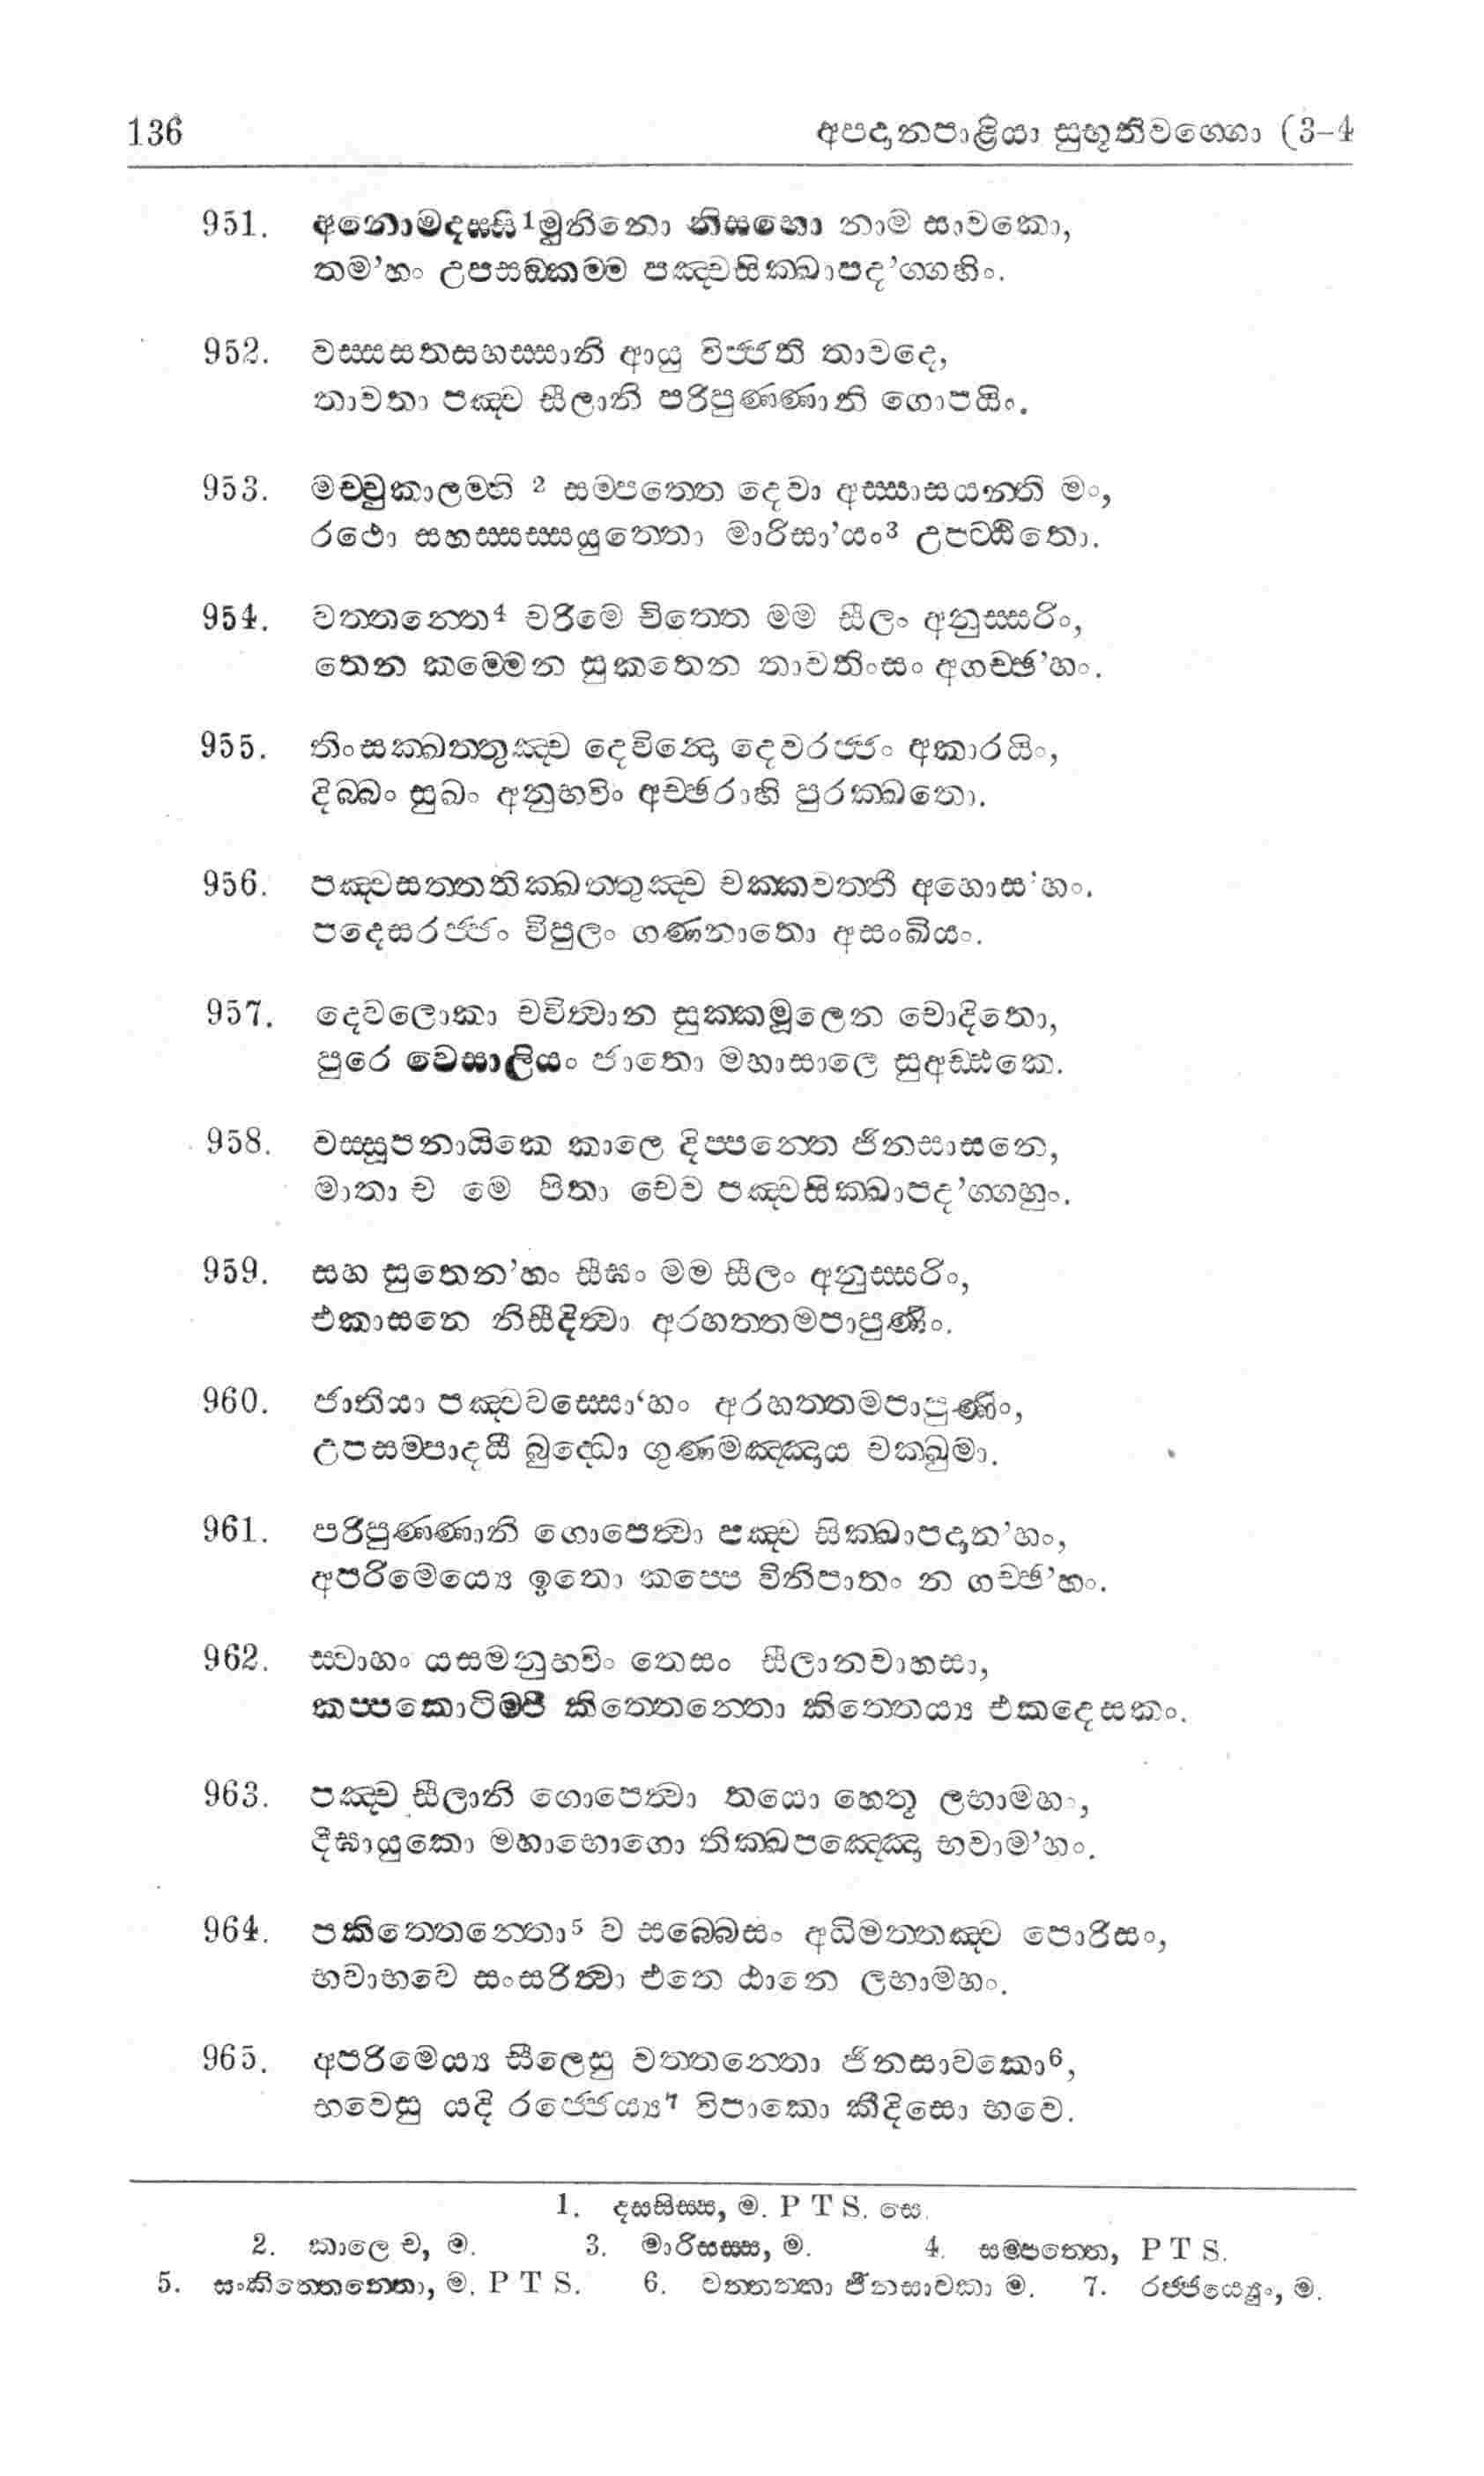 136 අපදානපාළියා සුභූතිවග්ගො (3-4
951. අනොමදස්සි¹මුනිනො නිසභො නාම සාවකො,
තම'හං උපසඞ්කම්ම පඤ්චසික්ඛාපද'ග්ගහිං.
952. වස්සසතසහස්සානි ආයු විජ්ජති තාවදෙ,
තාවතා පඤ්ච සීලානි පරිපුණ්ණානි ගොපයිං.
953. මච්චුකාලම්හි ² සම්පත්තෙ දෙවා අස්සාසයන්ති මං,
රථො සහස්සස්සයුත්තො මාරිසා'යං³ උපට්ඨිතො.
954. වත්තන්තෙ⁴ චරිමෙ චිත්තෙ මම සීලං අනුස්සරිං,
තෙන කම්මෙන සුකතෙන තාවතිංසං අගච්ඡ'හං.
955. තිංසක්ඛත්තුඤ්ච දෙවින්දො දෙවරජ්ජං අකාරයිං,
දිබ්බං සුඛං අනුභවිං අච්ඡරාහි පුරක්ඛතො.
956. පඤ්චසත්තතික්ඛත්තුඤ්ච චක්කවත්තී අහොස'හං.
පදෙසරජ්ජං විපුලං ගණනාතො අසංඛියං.
957. දෙවලොකා චවිත්වාන සුක්කමූලෙන චොදිතො,
පුරෙ වෙසාලියං ජාතො මහාසාලෙ සුඅඩ්ඪකෙ.
958. වස්සූපනායිකෙ කාලෙ දිප්පන්තෙ ජිනසාසනෙ,
මාතා ච මෙ පිතා චෙව පඤ්චසික්ඛාපද'ග්ගහුං.
959. සහ සුතෙන'හං සීඝං මම සීලං අනුස්සරිං,
එකාසනෙ නිසීදිත්වා අරහත්තමපාපුණිං.
960. ජාතියා පඤ්චවස්සො'හං අරහත්තමපාපුණිං,
උපසම්පාදයී බුද්ධො ගුණමඤ්ඤාය චක්ඛුමා.
961. පරිපුණ්ණානි ගොපෙත්වා පඤ්ච සික්ඛාපදාන'හං,
අපරිමෙය්යෙ ඉතො කප්පෙ විනිපාතං න ගච්ඡ'හං.
962. ස්වාහං යසමනුභවිං තෙසං සීලානවාහසා,
කප්පකොටිම්පි කිත්තෙන්තො කිත්තෙය්ය එකදෙසකං.
963. පඤ්ච සීලානි ගොපෙත්වා තයො හෙතූ ලභාමහං,
දීඝායුකො මහාභොගො තික්ඛපඤ්ඤො භවාම'හං.
964. පකිත්තෙන්තො⁵ ව සබ්බෙසං අධිමත්තඤ්ච පොරිසං,
භවාභවෙ සංසරිත්වා එතෙ ඨානෙ ලභාමහං.
965. අපරිමෙය්ය සීලෙසු වත්තන්තො ජිනසාවකො⁶,
භවෙසු යදි රජ්ජෙය්ය⁷ විපාකො කීදිසො භවෙ.
1. දස්සිස්ස, ම. P T S. සෙ.
2. කාලෙ ච, ම. 3. මාරිසස්ස, ම. 4. සම්පත්තෙ, P T S.
5. සංකිත්තෙන්තො, ම. P T S. 6. වත්තන්තා ජිනසාවකා ම. 7. රජ්ජෙය්යුං, ම.